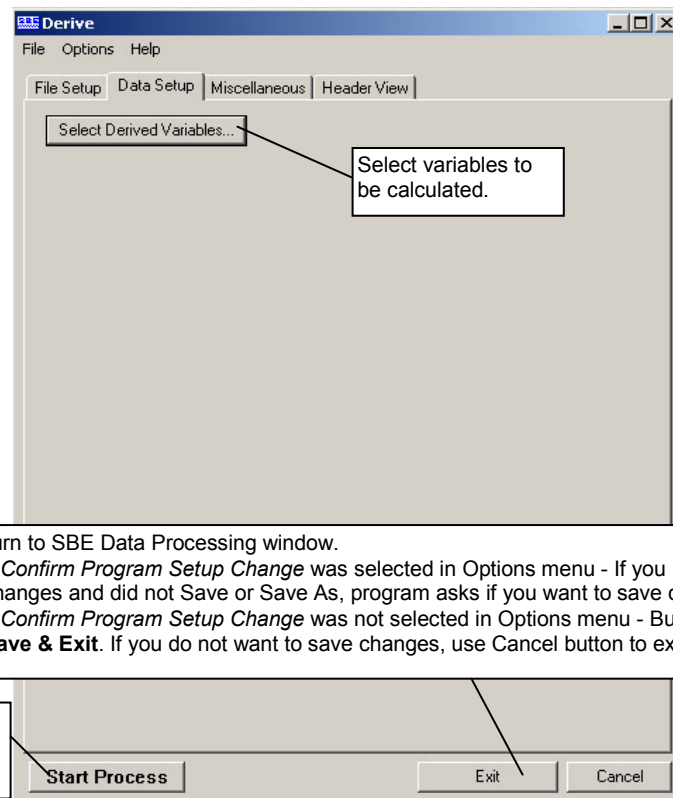 SBE Derive
File Options Help
File Setup Data Setup Miscellaneous Header View
Select Derived Variables...
Select variables to
be calculated.
urn to SBE Data Processing window.
Confirm Program Setup Change was selected in Options menu - If you
anges and did not Save or Save As, program asks if you want to save c
Confirm Program Setup Change was not selected in Options menu - Bu
ave & Exit. If you do not want to save changes, use Cancel button to ex
Start Process Exit Cancel